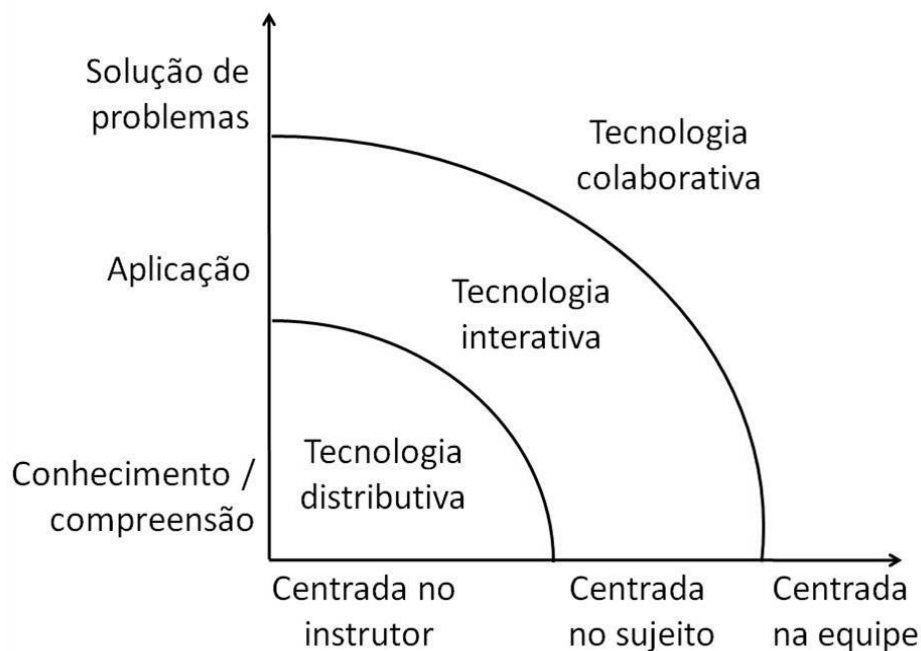 Solução de
problemas
Tecnologia
colaborativa
Aplicação
Tecnologia
interativa
Conhecimento /
compreensão
Tecnologia
distributiva
Centrada no
instrutor
Centrada
no sujeito
Centrada
na equipe